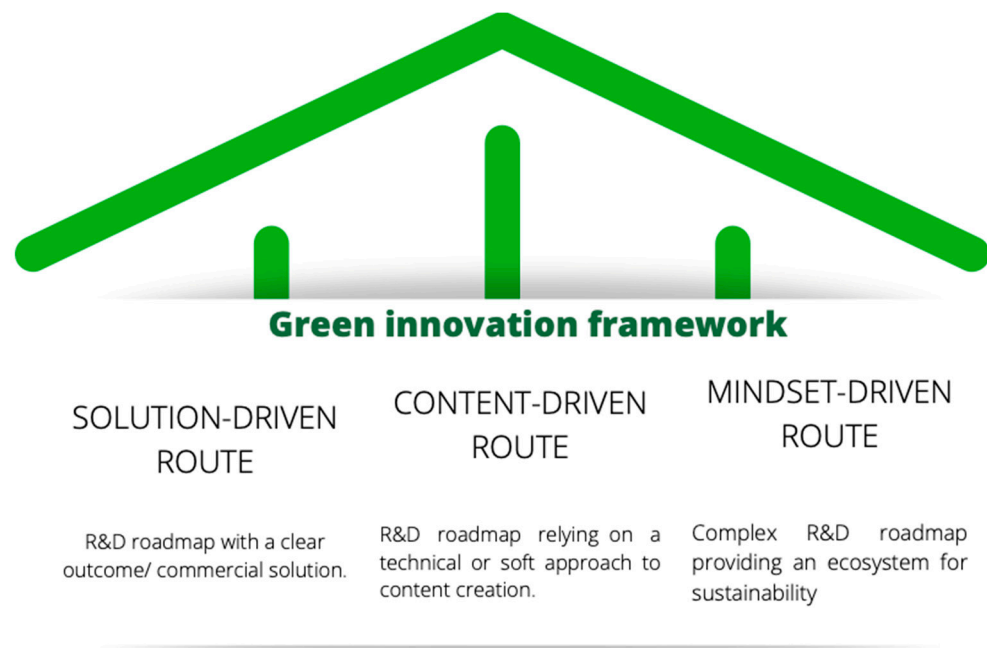 Green innovation framework
SOLUTION-DRIVEN
ROUTE
R&D roadmap with a clear
outcome/ commercial solution.
CONTENT-DRIVEN
ROUTE
R&D roadmap relying on a
technical or soft approach to
content creation.
MINDSET-DRIVEN
ROUTE
Complex R&D roadmap
providing an ecosystem for
sustainability